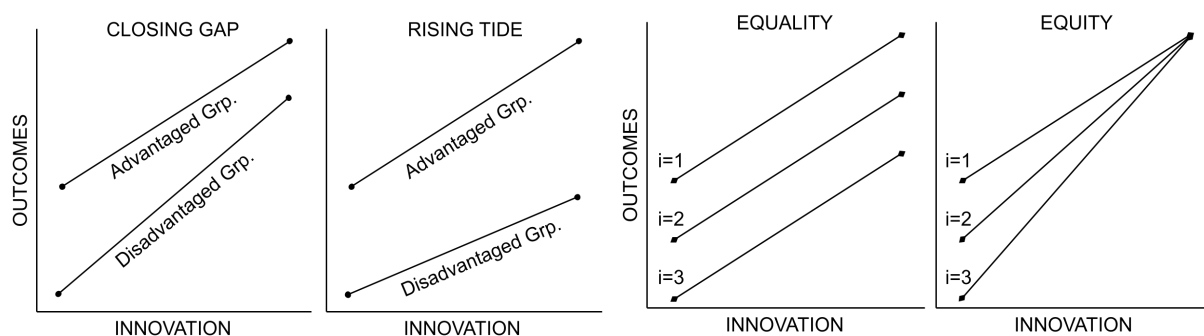 CLOSING GAP
OUTCOMES
Advantaged Grp.
Disadvantaged Grp.
INNOVATION
RISING TIDE
Advantaged Grp.
Disadvantaged Grp.
INNOVATION
EQUALITY
OUTCOMES
i=1
i=2
i=3
INNOVATION
EQUITY
i=1
i=2
i=3
INNOVATION